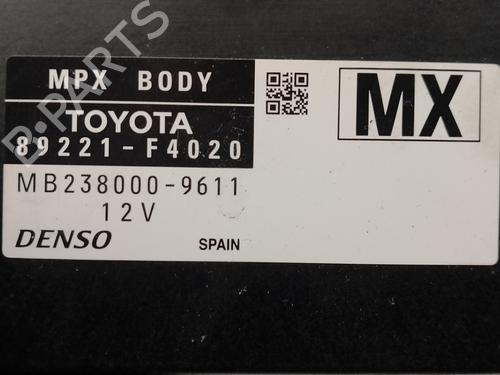 MPX BODY
MX
TOYOTA
89221-F4020
MB238000-9611
12V
DENSO
SPAIN
B-PARTS